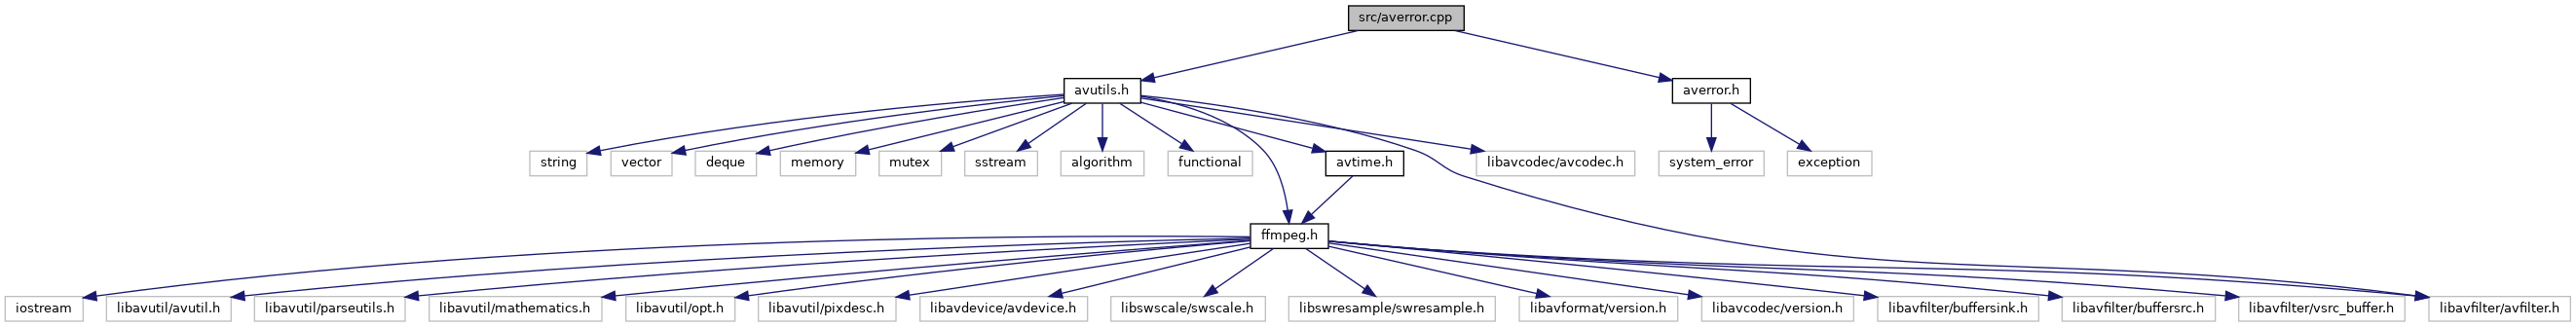 src/averror.cpp
avutils.h
averror.h
string
vector
deque
memory
mutex
sstream
algorithm
functional
avtime.h
libavcodec/avcodec.h
system_error
exception
ffmpeg.h
iostream
libavutil/avutil.h
libavutil/parseutils.h
libavutil/mathematics.h
libavutil/opt.h
libavutil/pixdesc.h
libavdevice/avdevice.h
libswscale/swscale.h
libswresample/swresample.h
libavformat/version.h
libavcodec/version.h
libavfilter/buffersink.h
libavfilter/buffersrc.h
libavfilter/vsrc_buffer.h
libavfilter/avfilter.h